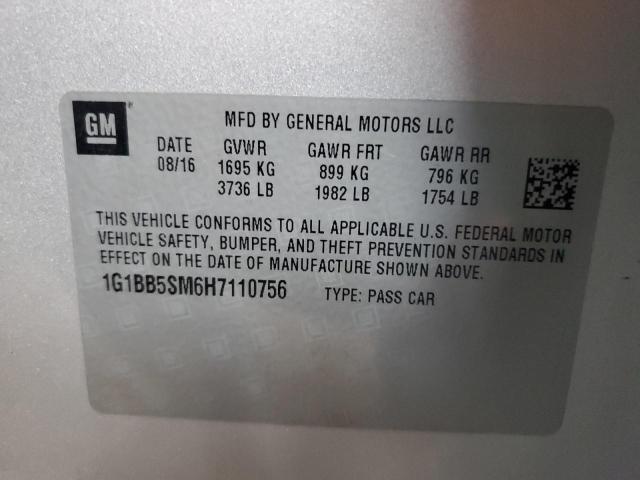 GM
MFD BY GENERAL MOTORS LLC
DATE GVWR GAWR FRT GAWR RR
08/16 1695 KG 899 KG 796 KG
3736 LB 1982 LB 1754 LB
THIS VEHICLE CONFORMS TO ALL APPLICABLE U.S. FEDERAL MOTOR
VEHICLE SAFETY, BUMPER, AND THEFT PREVENTION STANDARDS IN
EFFECT ON THE DATE OF MANUFACTURE SHOWN ABOVE.
1G1BB5SM6H7110756 TYPE: PASS CAR